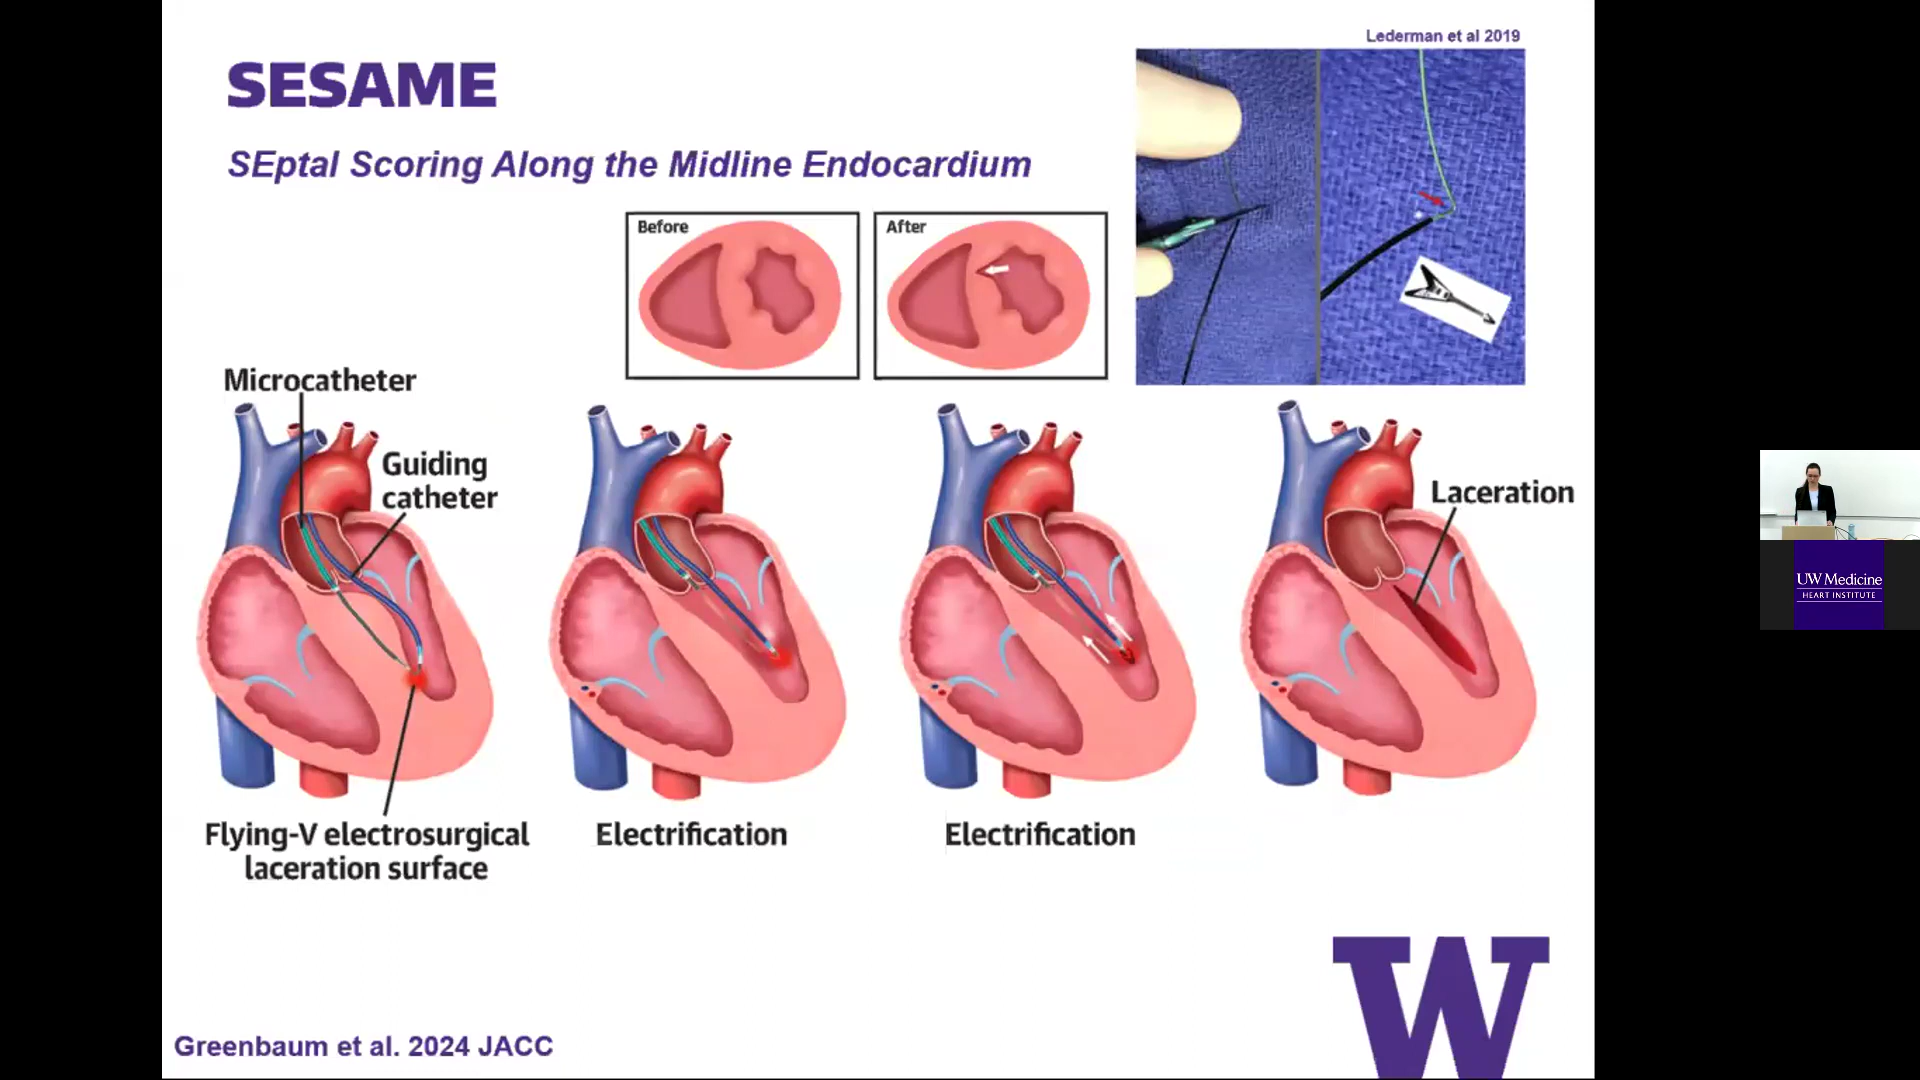 Lederman et al 2019
SESAME
SEptal Scoring Along the Midline Endocardium
Before
After
Microcatheter
Guiding
catheter
Laceration
Flying-V electrosurgical
laceration surface
Electrification
Electrification
UW Medicine
HEART INSTITUTE
W
Greenbaum et al. 2024 JACC